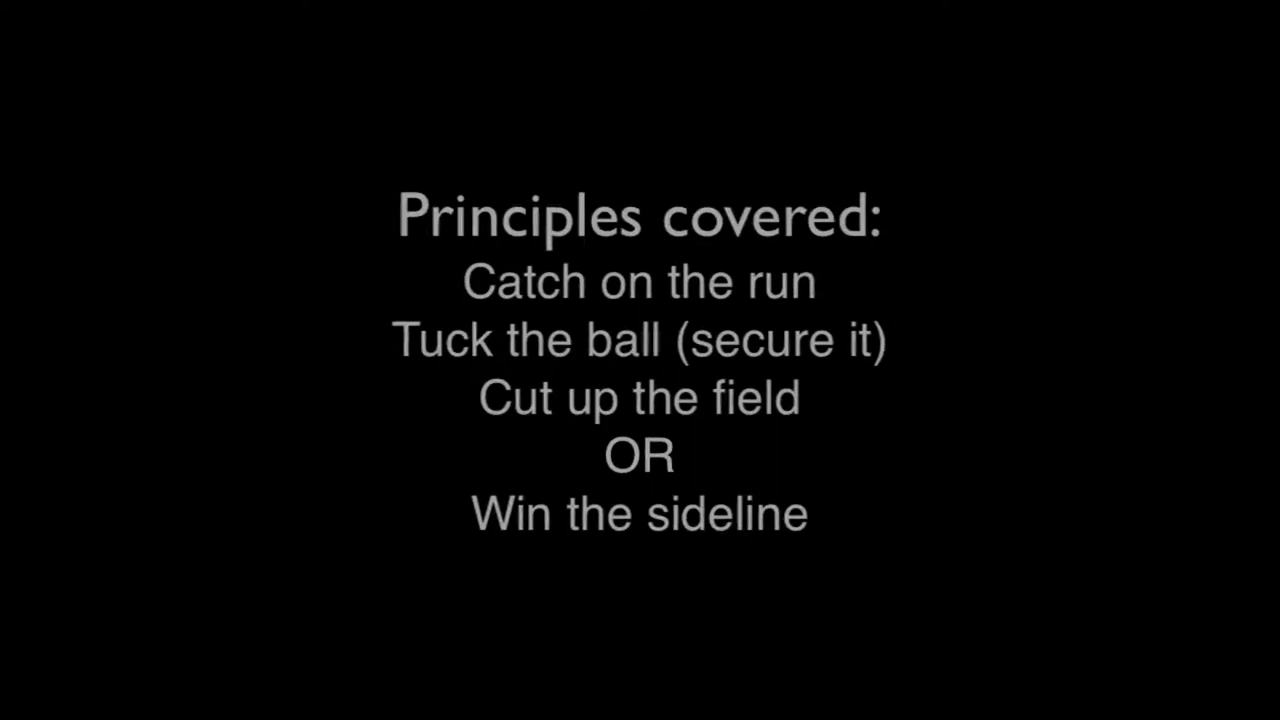 Principles covered:
Catch on the run
Tuck the ball (secure it)
Cut up the field
OR
Win the sideline